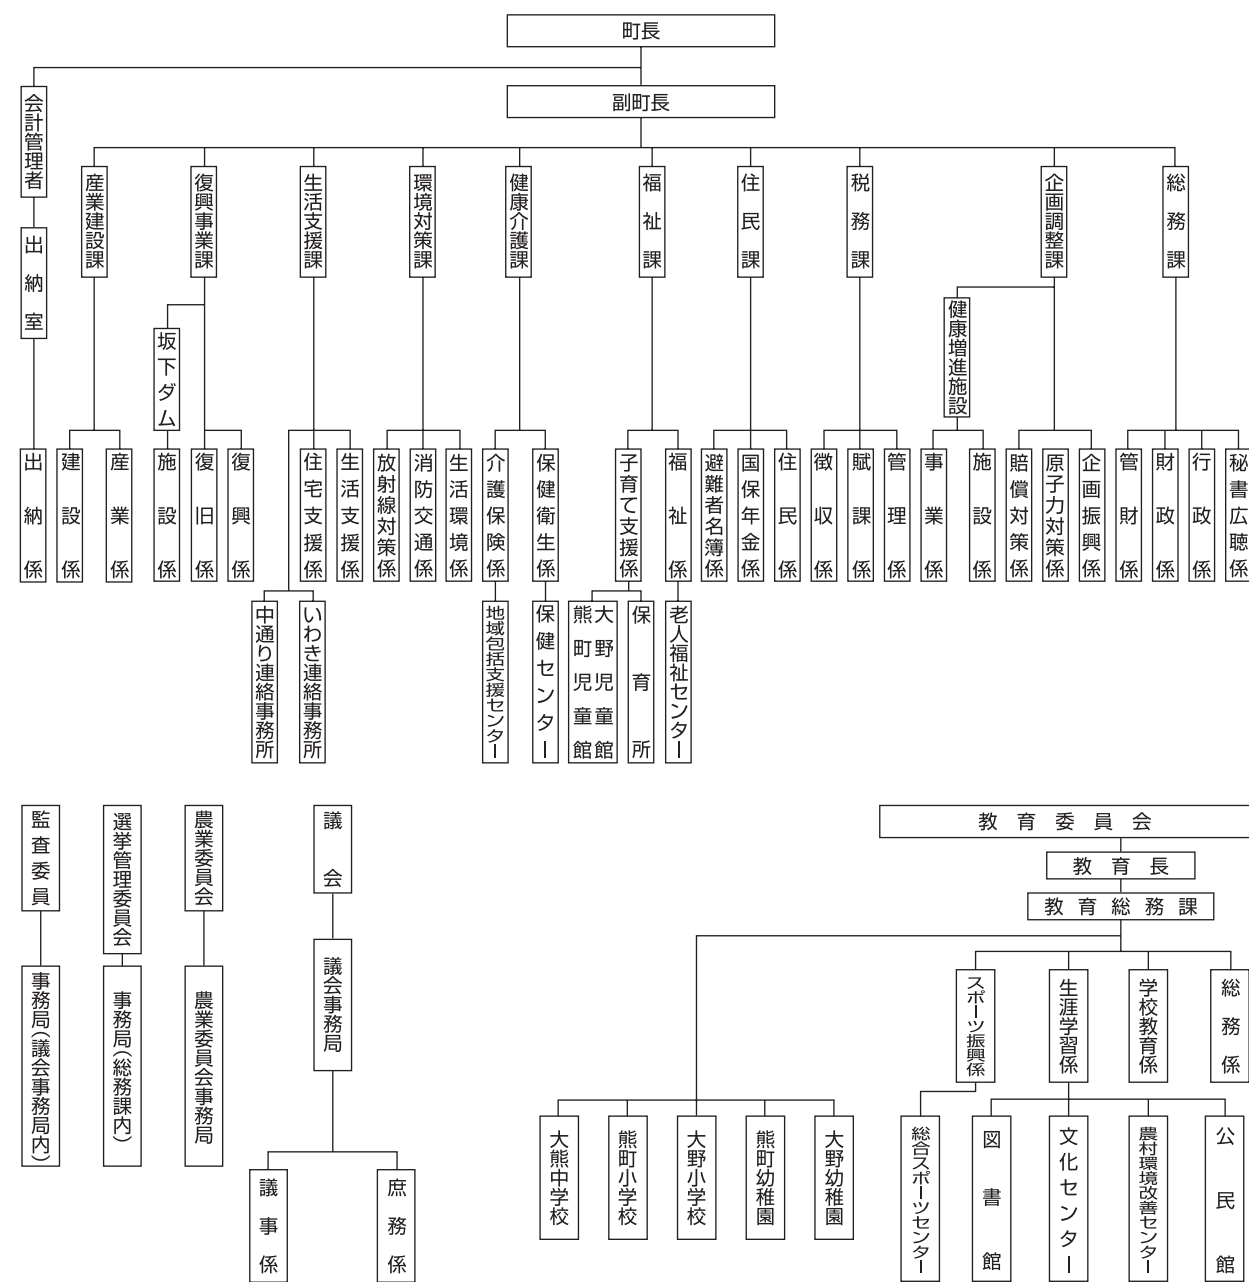 町長
副町長
会計管理者
出納室
出納係
産業建設課
復興事業課
生活支援課
環境対策課
健康介護課
福祉課
住民課
税務課
企画調整課
総務課
坂下ダム
健康増進施設
建設係
産業係
施設係
復旧係
復興係
住宅支援係
生活支援係
放射線対策係
消防交通係
生活環境係
介護保険係
保健衛生係
子育て支援係
福祉係
避難者名簿係
国保年金係
住民係
徴収係
賦課係
管理係
事業係
施設係
賠償対策係
原子力対策係
企画振興係
管財係
財政係
行政係
秘書広聴係
中通り連絡事務所
いわき連絡事務所
地域包括支援センター
保健センター
大野児童館
熊町児童館
保育所
老人福祉センター
監査委員
事務局（議会事務局内）
選挙管理委員会
事務局（総務課内）
農業委員会
農業委員会事務局
議会
議会事務局
議事係
庶務係
教育委員会
教育長
教育総務課
スポーツ振興係
生涯学習係
学校教育係
総務係
大熊中学校
熊町小学校
大野小学校
熊町幼稚園
大野幼稚園
総合スポーツセンター
図書館
文化センター
農村環境改善センター
公民館